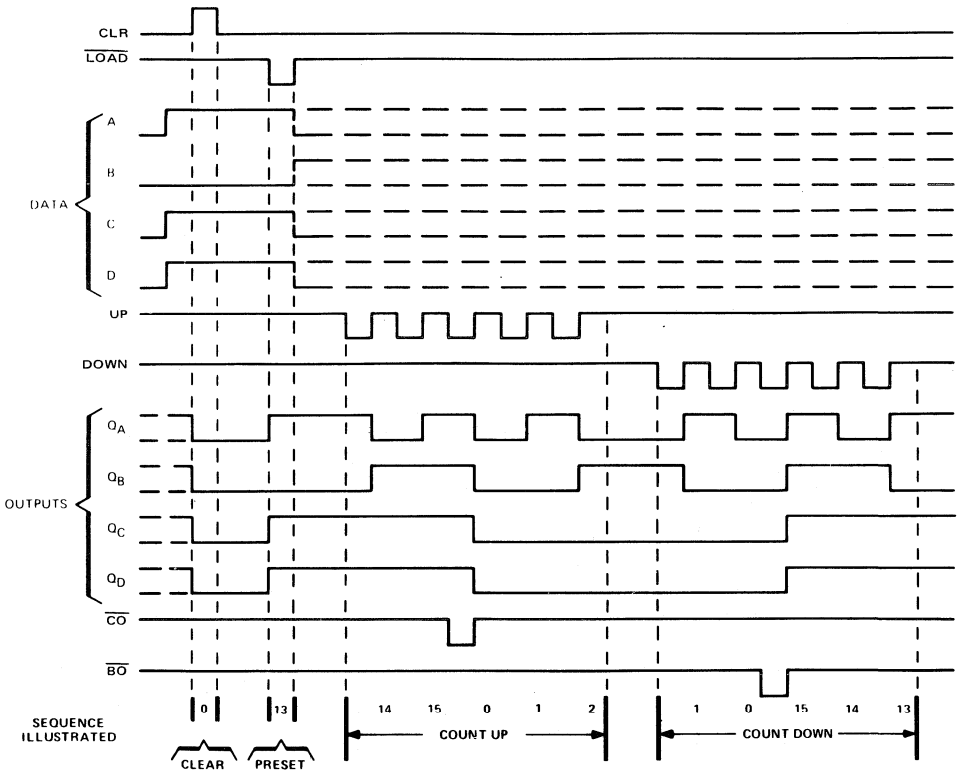 CLR
LOAD
A
B
DATA
C
D
UP
DOWN
QA
QB
OUTPUTS
QC
QD
CO
BO
0 13 14 15 0 1 2 1 0 15 14 13
SEQUENCE
ILLUSTRATED
COUNT UP COUNT DOWN
CLEAR PRESET